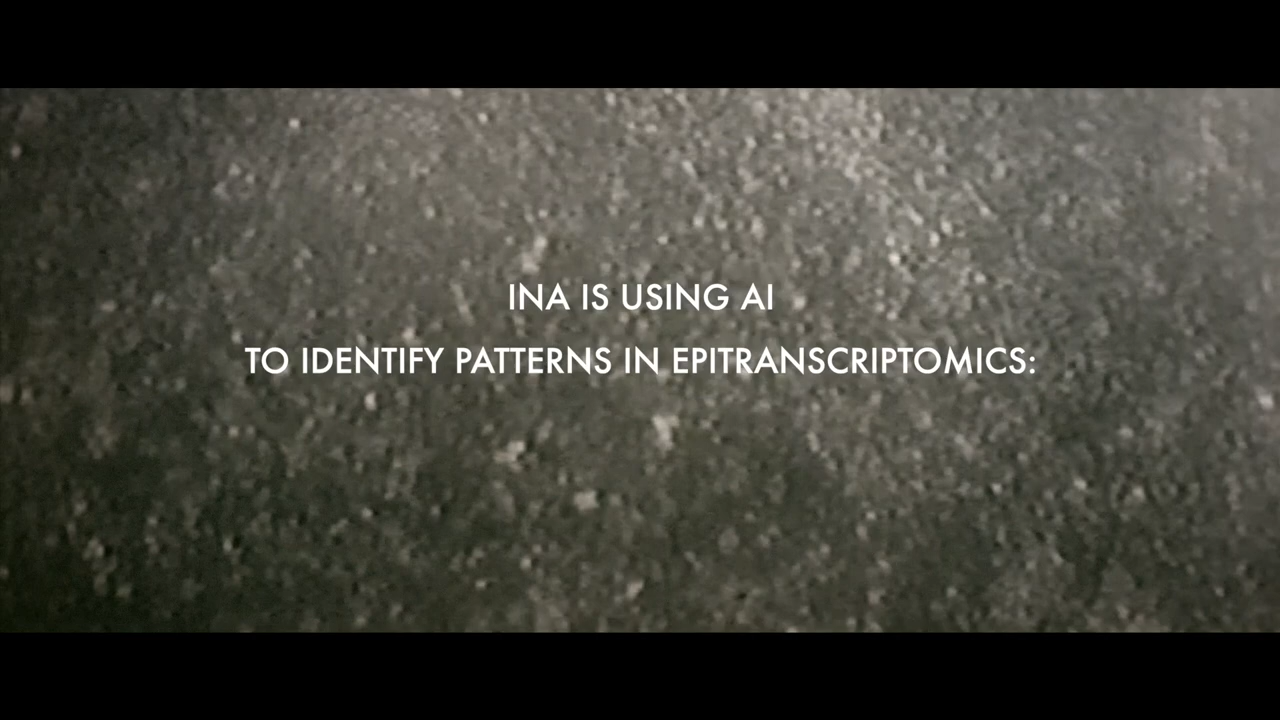 INA IS USING AI
TO IDENTIFY PATTERNS IN EPITRANSCRIPTOMICS: